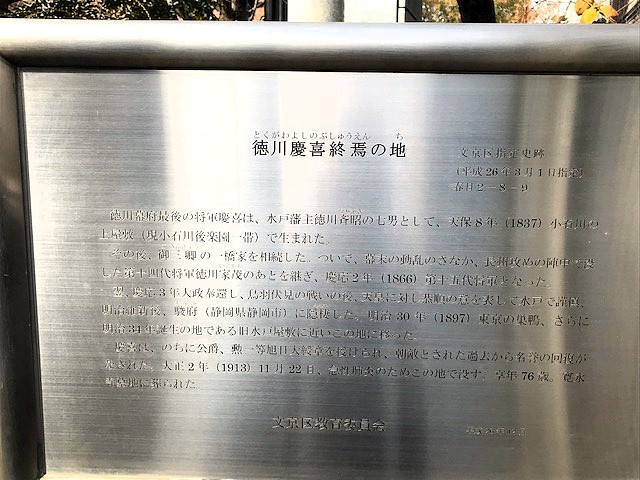 とくがわよしのぶしゅうえん ち
徳川慶喜終焉の地
文京区指定史跡
(平成26年3月1日指定)
春日2-8-9
徳川幕府最後の将軍慶喜は、水戸藩主徳川斉昭の七男として、天保8年(1837)小石川の
上屋敷(現小石川後楽園一帯)で生まれた。
その後、御三卿の一橋家を相続した。ついで、幕末の動乱のさなか、長州攻めの陣中で没
した第十四代将軍徳川家茂のあとを継ぎ、慶応2年(1866)第十五代将軍となった。
翌、慶応3年大政奉還し、鳥羽伏見の戦いの後、天皇に対し恭順の意を表して水戸で謹慎、
明治維新後、駿府(静岡県静岡市)に隠棲した。明治30年(1897)東京の巣鴨、さらに
明治34年誕生の地である旧水戸屋敷に近いこの地に移った。
慶喜は、のちに公爵、勲一等旭日大綬章を授けられ、朝敵とされた過去から名誉の回復が
なされた。大正2年(1913)11月22日、急性肺炎のためこの地で没す。享年76歳。寛永
寺墓地に葬られた。
文京区教育委員会